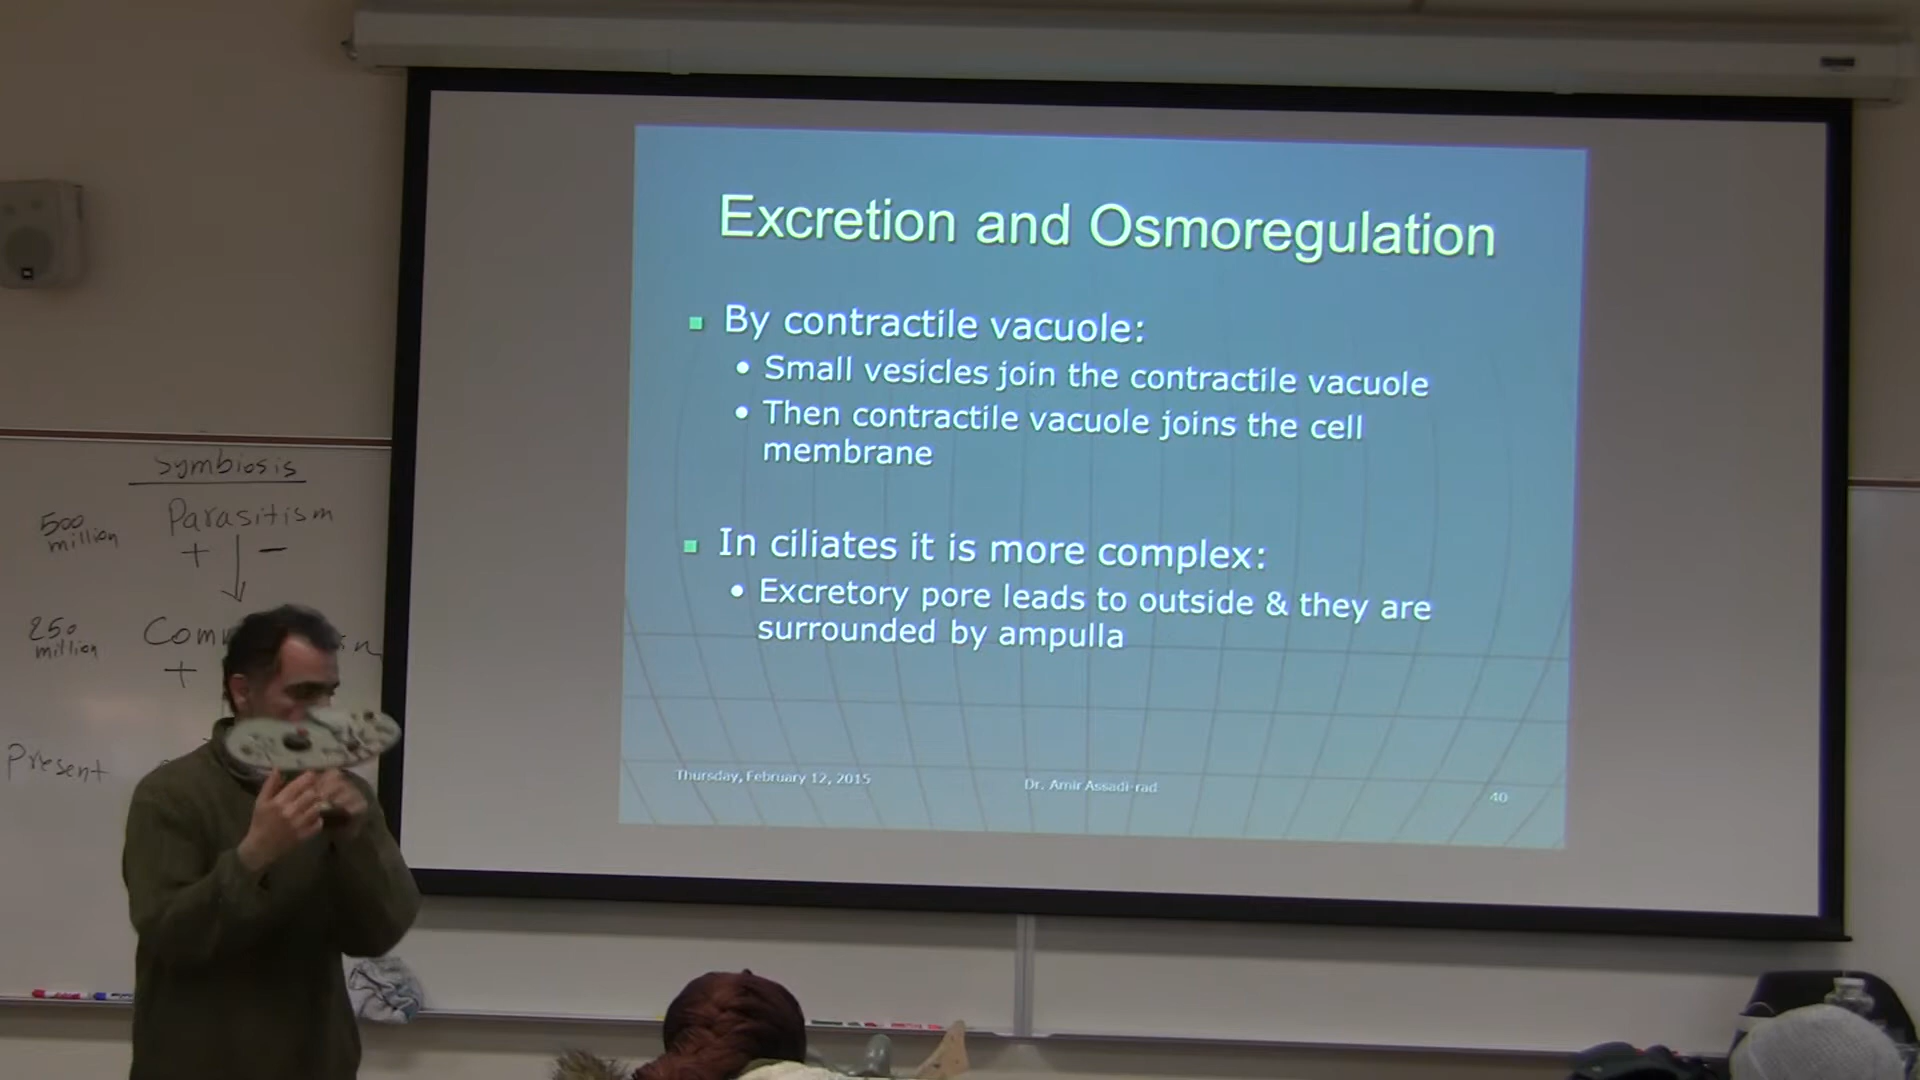 Excretion and Osmoregulation
By contractile vacuole:
Small vesicles join the contractile vacuole
Then contractile vacuole joins the cell
membrane
In ciliates it is more complex:
Excretory pore leads to outside & they are
surrounded by ampulla
Thursday, February 12, 2015
Dr. Amir Assadi-rad
40
Symbiosis
500
million
Parasitism
+ −
250
million
+
Present